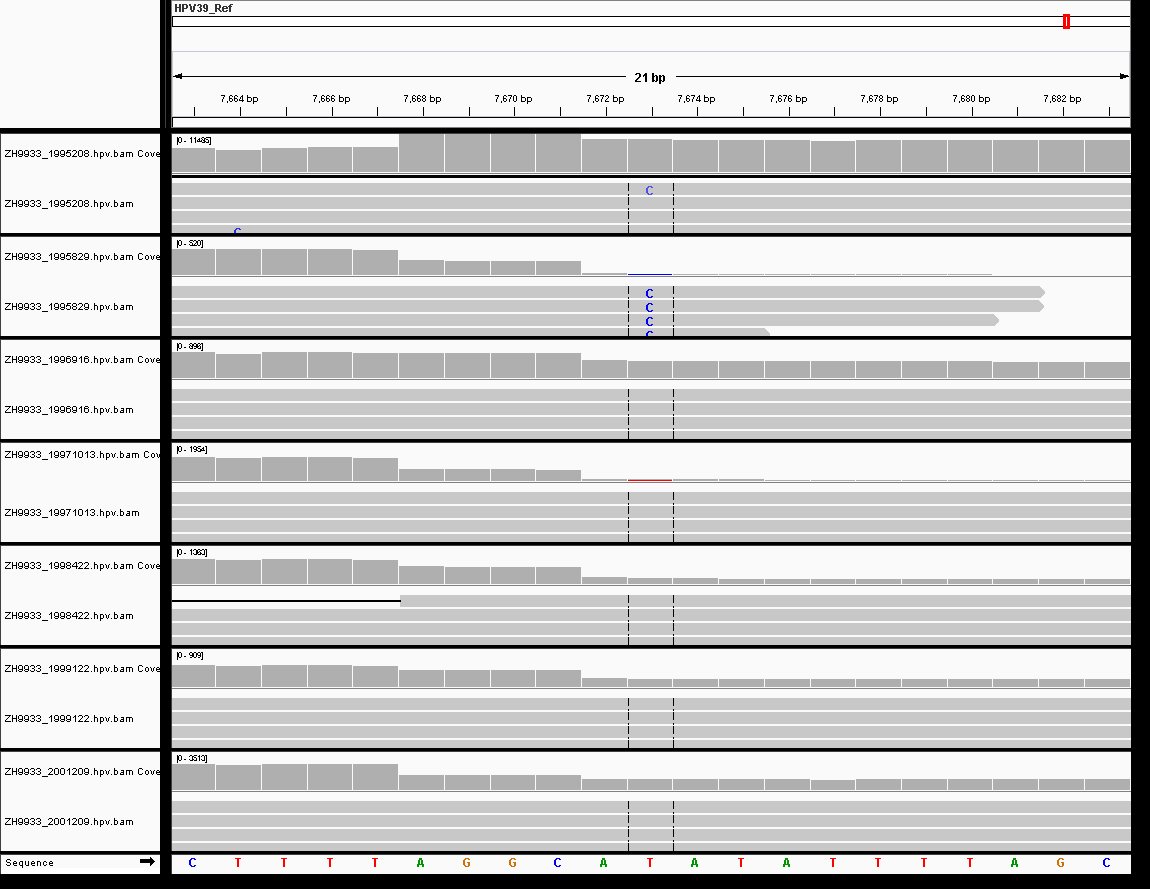 HPV39_Ref
21 bp
7,664 bp 7,666 bp 7,668 bp 7,670 bp 7,672 bp 7,674 bp 7,676 bp 7,678 bp 7,680 bp 7,682 bp
[0 - 11485]
ZH9933_1995208.hpv.bam Cove
C
ZH9933_1995208.hpv.bam
C
[0 - 520]
ZH9933_1995829.hpv.bam Cove
C
ZH9933_1995829.hpv.bam
C
C
C
[0 - 896]
ZH9933_1996916.hpv.bam Cove
ZH9933_1996916.hpv.bam
[0 - 1954]
ZH9933_19971013.hpv.bam Cov
ZH9933_19971013.hpv.bam
[0 - 1363]
ZH9933_1998422.hpv.bam Cove
ZH9933_1998422.hpv.bam
[0 - 909]
ZH9933_1999122.hpv.bam Cove
ZH9933_1999122.hpv.bam
[0 - 3513]
ZH9933_2001209.hpv.bam Cove
ZH9933_2001209.hpv.bam
Sequence C T T T T A G G C A T A T A T T T T A G C